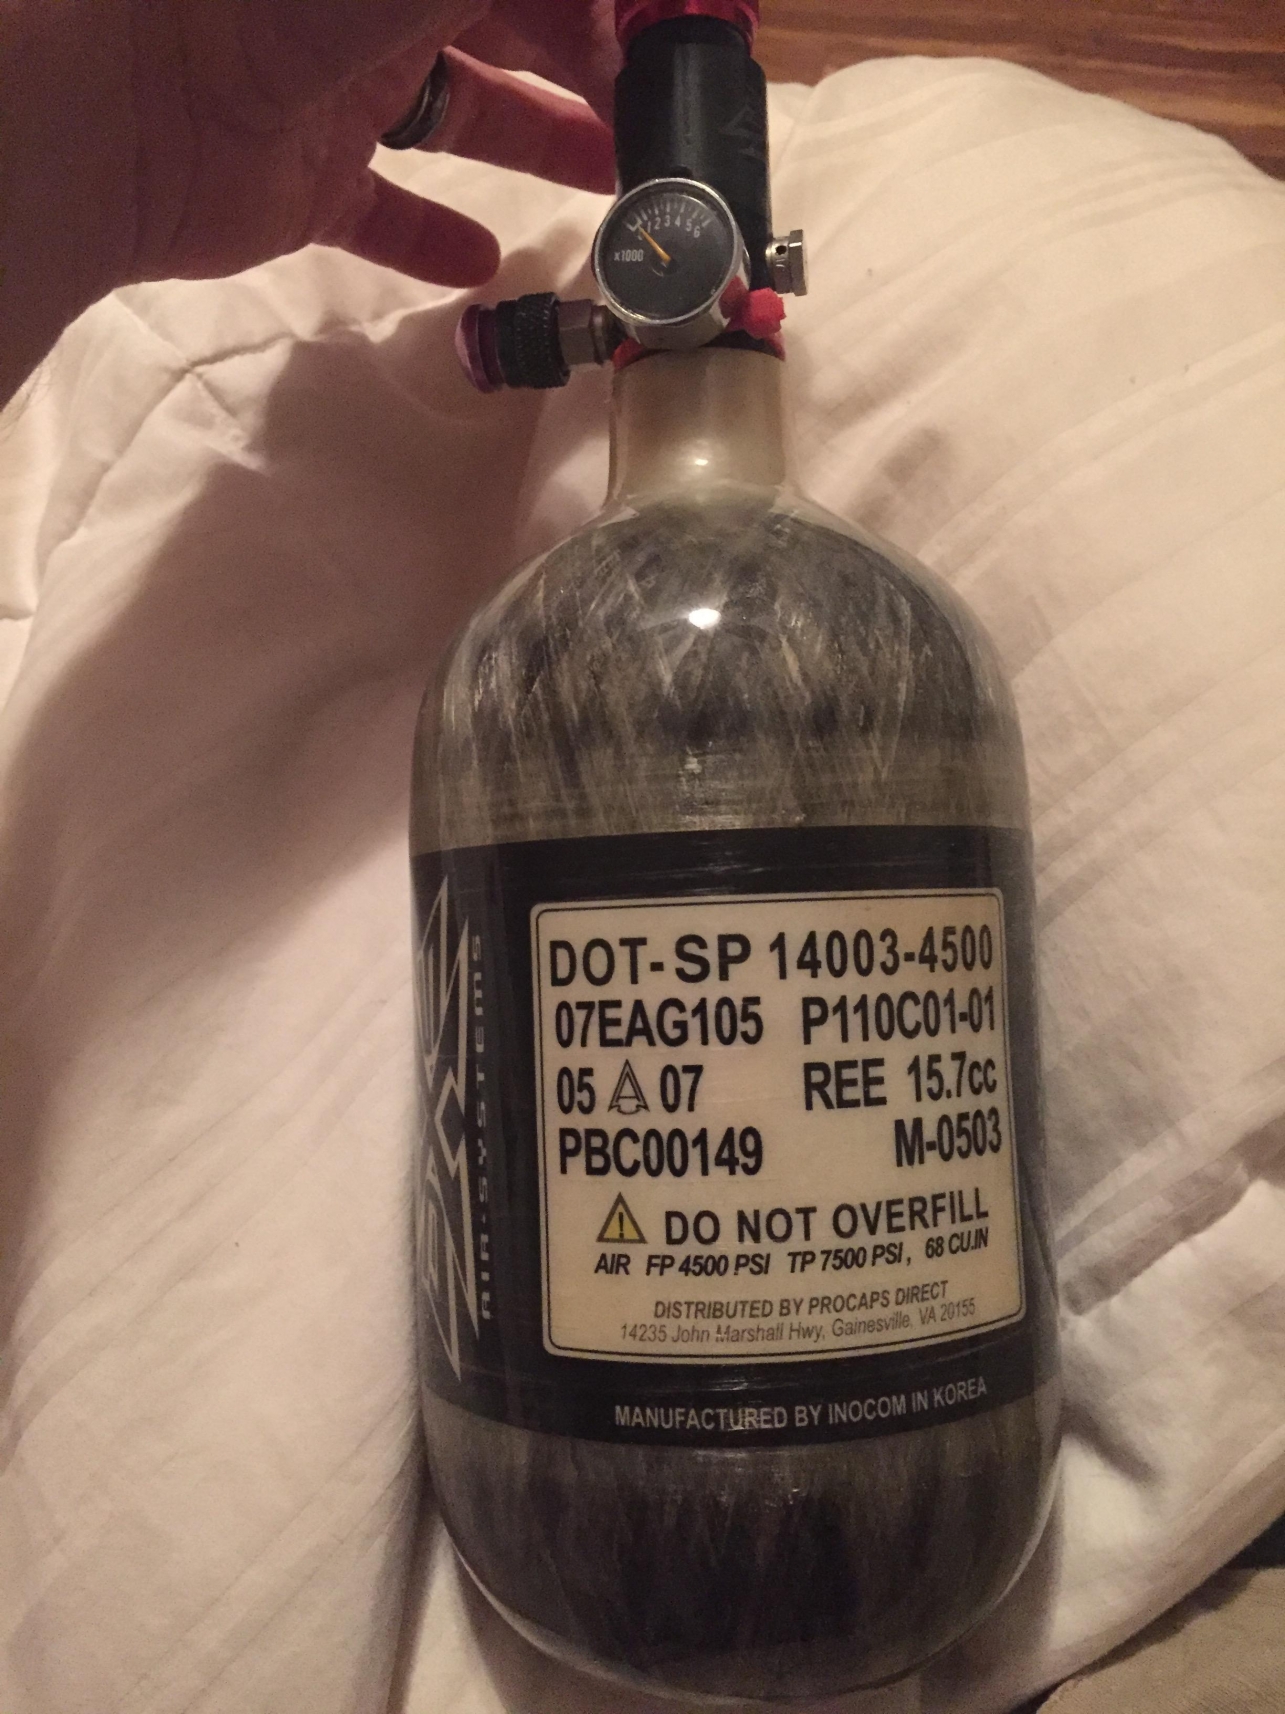 1 2 3 4 5 6
x1000
DOT-SP 14003-4500
07EAG105 P110C01-01
05 A 07 REE 15.7cc
PBC00149 M-0503
! DO NOT OVERFILL
AIR FP 4500 PSI TP 7500 PSI, 68 CU.IN
DISTRIBUTED BY PROCAPS DIRECT
14235 John Marshall Hwy, Gainesville, VA 20155
MANUFACTURED BY INOCOM IN KOREA
AIR SYSTEMS